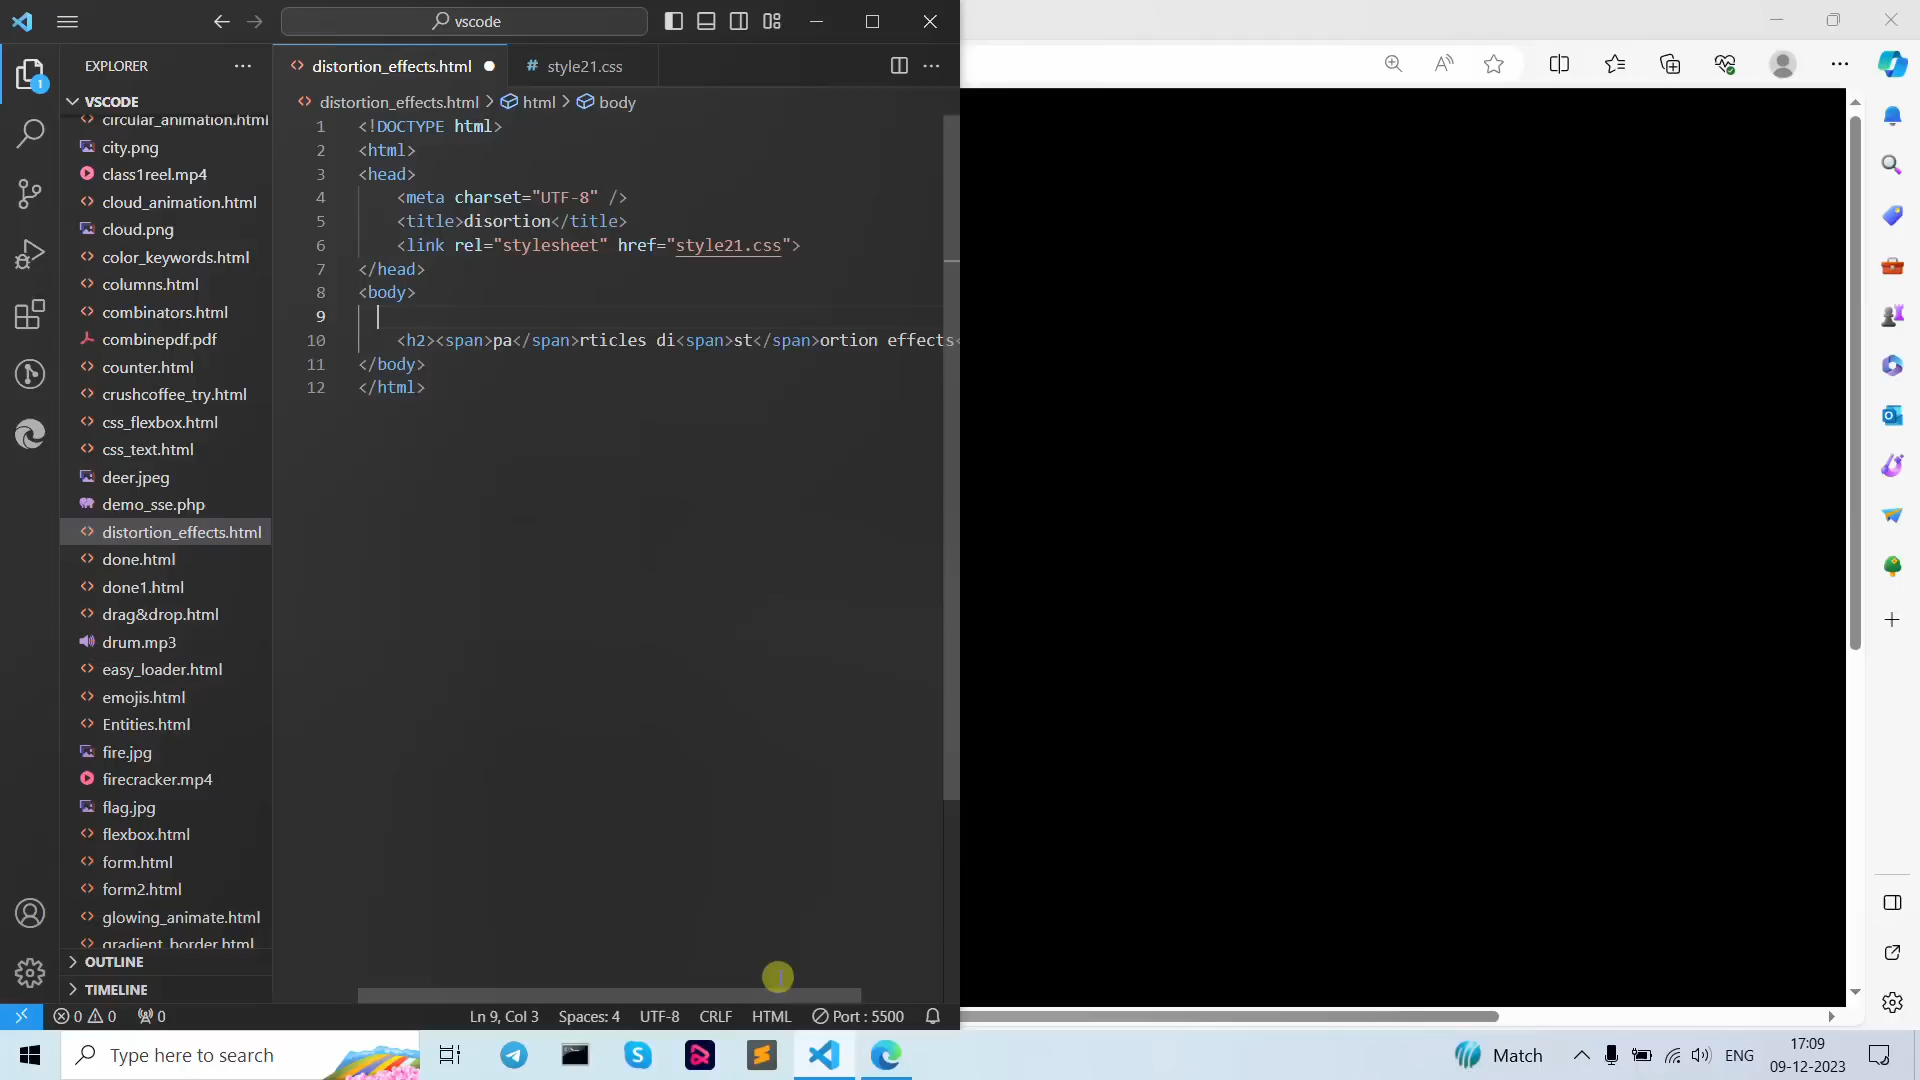 vscode
EXPLORER
distortion_effects.html
# style21.css
VSCODE
distortion_effects.html > html > body
circular_animation.html
city.png
class1reel.mp4
cloud_animation.html
cloud.png
color_keywords.html
columns.html
combinators.html
combinepdf.pdf
counter.html
crushcoffee_try.html
css_flexbox.html
css_text.html
deer.jpeg
demo_sse.php
distortion_effects.html
done.html
done1.html
drag&drop.html
drum.mp3
easy_loader.html
emojis.html
Entities.html
fire.jpg
firecracker.mp4
flag.jpg
flexbox.html
form.html
form2.html
glowing_animate.html
gradient_border.html
OUTLINE
TIMELINE
1 <!DOCTYPE html>
2 <html>
3 <head>
4 <meta charset="UTF-8" />
5 <title>disortion</title>
6 <link rel="stylesheet" href="style21.css">
7 </head>
8 <body>
9
10 <h2><span>pa</span>rticles di<span>st</span>ortion effects<
11 </body>
12 </html>
1
0 0 0
Ln 9, Col 3 Spaces: 4 UTF-8 CRLF HTML Port : 5500
Type here to search
Match
ENG
17:09
09-12-2023